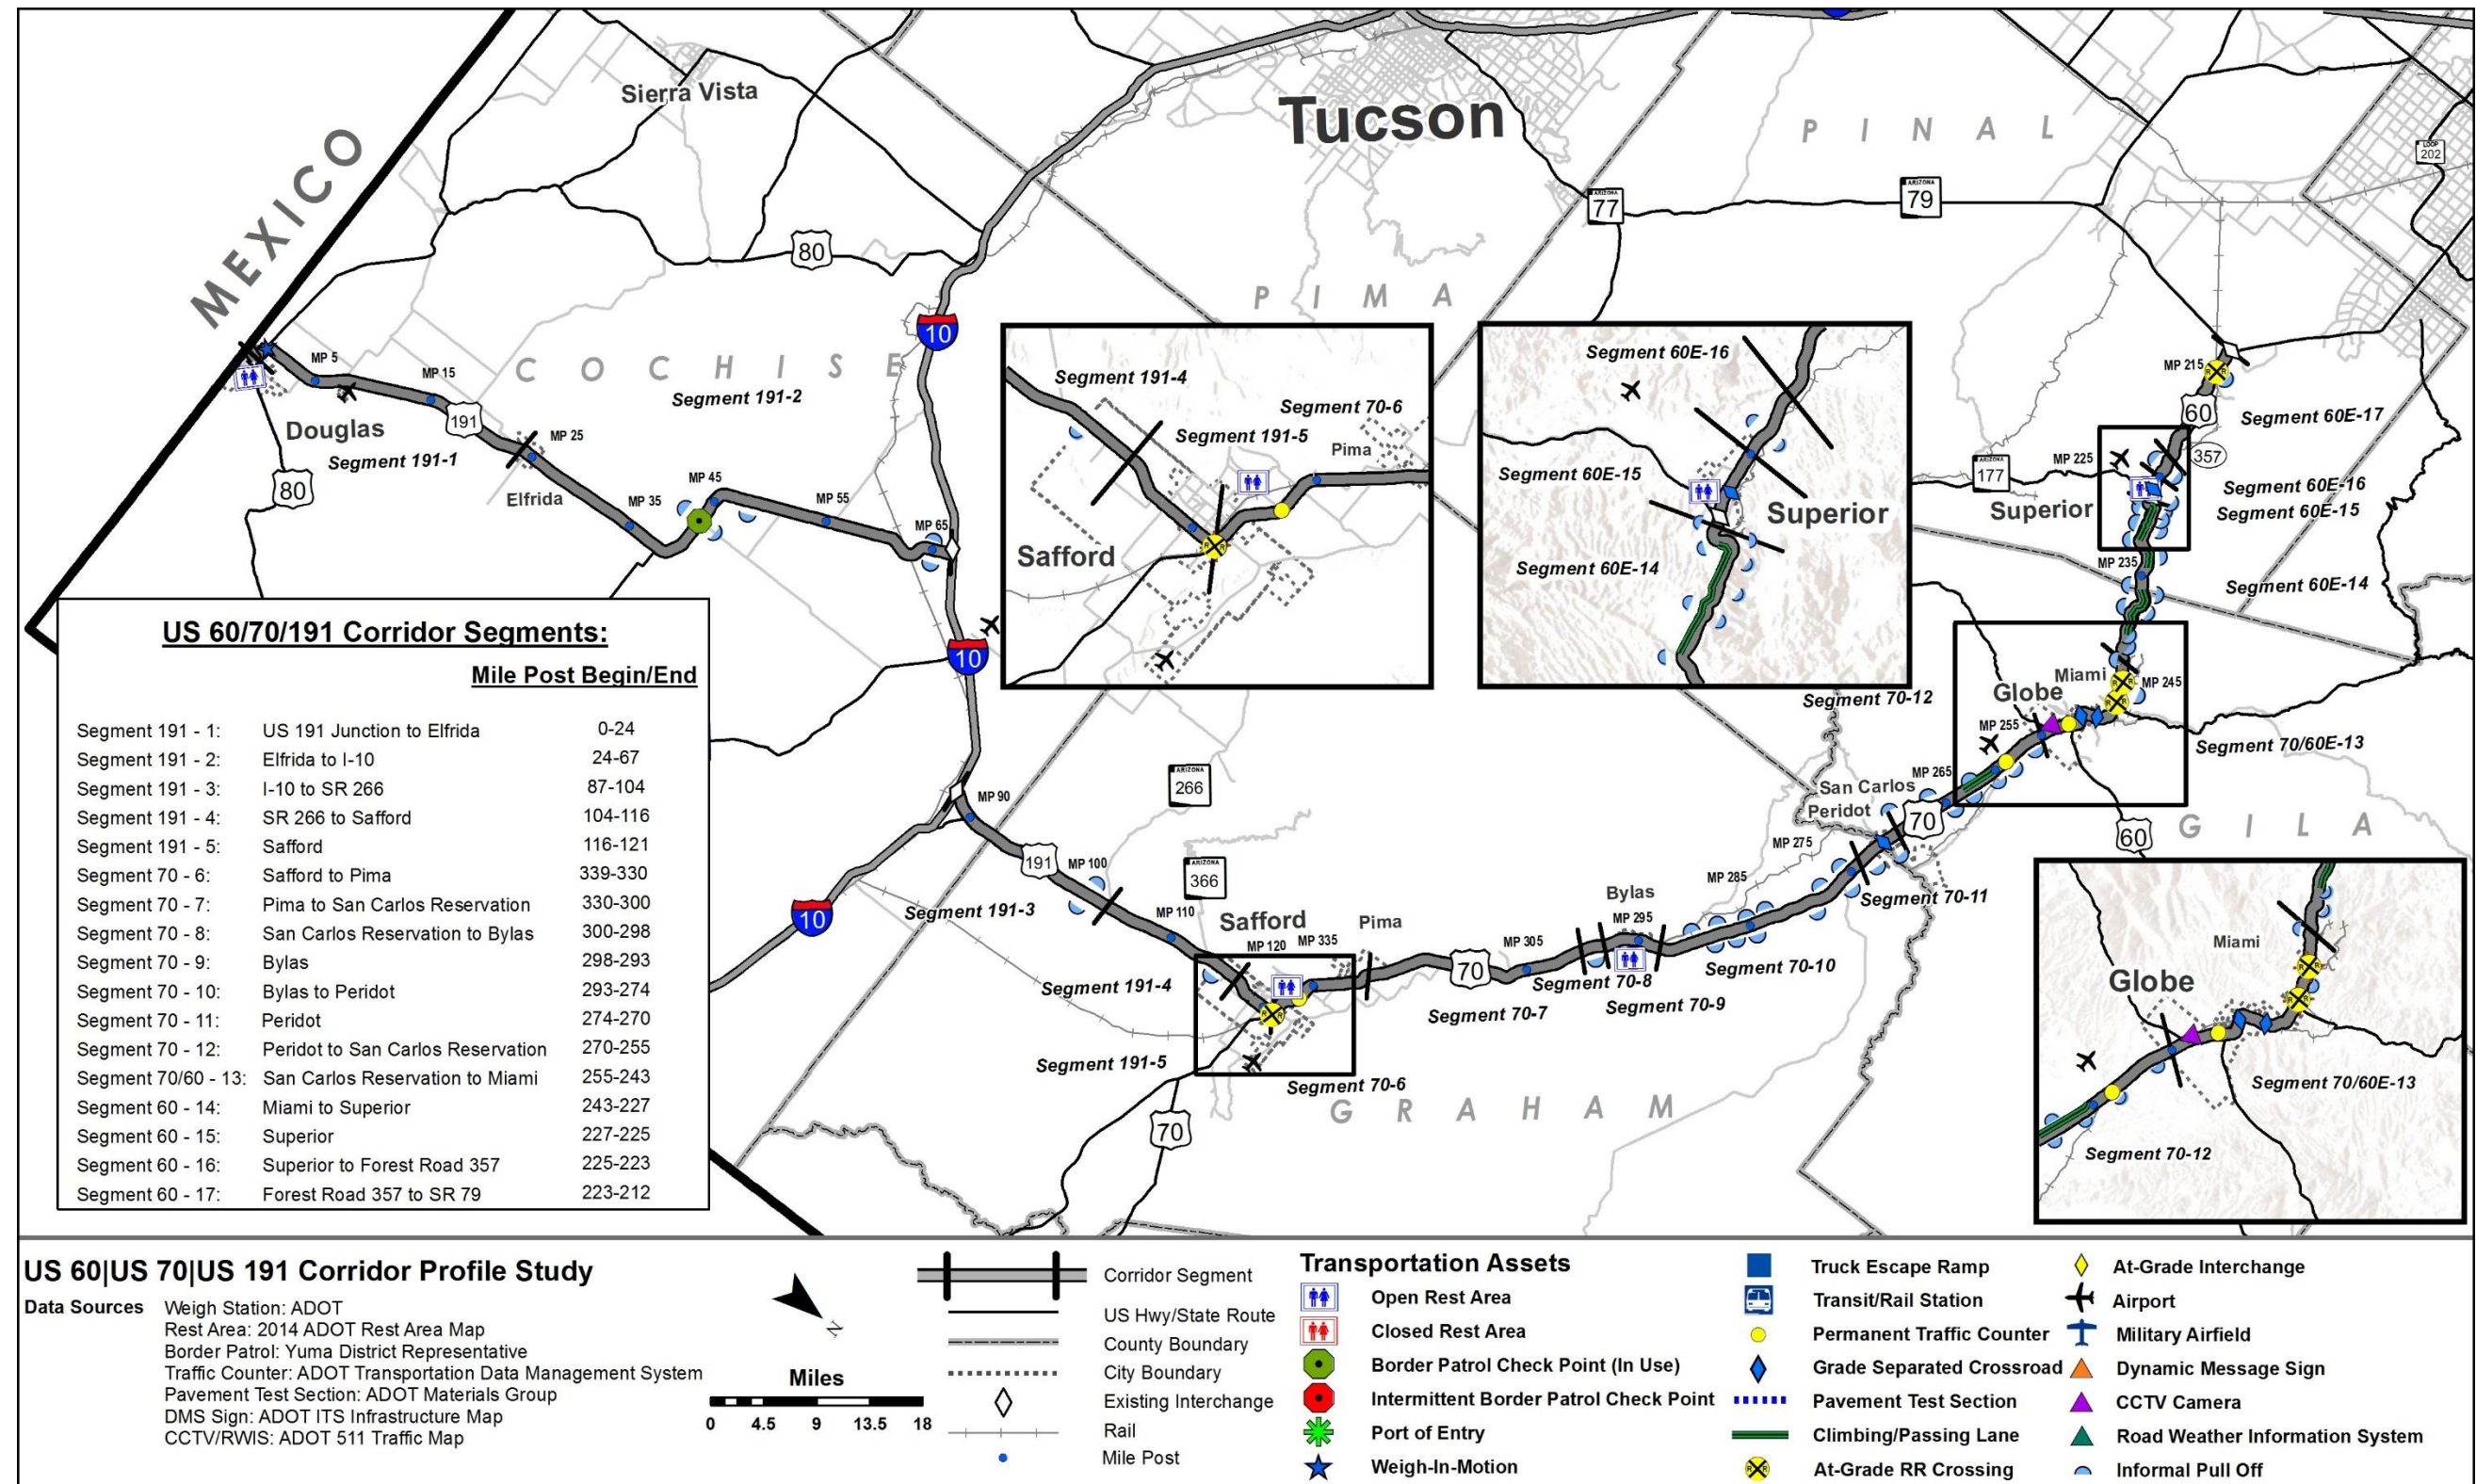 Sierra Vista
Tucson
PINAL
LOOP
202
MEXICO
ARIZONA
77
ARIZONA
79
80
PIMA
10
MP 5
MP 15
COCHISE
Segment 191-2
191
Douglas
Segment 191-1
MP 25
80
Elfrida
MP 35
MP 45
MP 55
MP 65
10
Segment 191-4
Segment 70-6
Segment 191-5
Pima
Safford
Segment 60E-16
Segment 60E-15
Superior
Segment 60E-14
MP 215
60
Segment 60E-17
357
MP 225
ARIZONA
177
Segment 60E-16
Superior
Segment 60E-15
MP 235
Segment 60E-14
Miami
MP 245
Globe
Segment 70-12
MP 255
Segment 70/60E-13
MP 265
San Carlos
Peridot
70
60
GILA
MP 275
MP 285
Segment 70-11
Bylas
MP 295
MP 305
Segment 70-10
Segment 70-8
Segment 70-9
Segment 70-7
70
MP 90
ARIZONA
266
191
MP 100
ARIZONA
366
10
Segment 191-3
MP 110
Safford
Pima
MP 120
MP 335
Segment 191-4
Segment 191-5
Segment 70-6
70
GRAHAM
Miami
Globe
Segment 70/60E-13
Segment 70-12
US 60/70/191 Corridor Segments:
Mile Post Begin/End
Segment 191 - 1: US 191 Junction to Elfrida 0-24
Segment 191 - 2: Elfrida to I-10 24-67
Segment 191 - 3: I-10 to SR 266 87-104
Segment 191 - 4: SR 266 to Safford 104-116
Segment 191 - 5: Safford 116-121
Segment 70 - 6: Safford to Pima 339-330
Segment 70 - 7: Pima to San Carlos Reservation 330-300
Segment 70 - 8: San Carlos Reservation to Bylas 300-298
Segment 70 - 9: Bylas 298-293
Segment 70 - 10: Bylas to Peridot 293-274
Segment 70 - 11: Peridot 274-270
Segment 70 - 12: Peridot to San Carlos Reservation 270-255
Segment 70/60 - 13: San Carlos Reservation to Miami 255-243
Segment 60 - 14: Miami to Superior 243-227
Segment 60 - 15: Superior 227-225
Segment 60 - 16: Superior to Forest Road 357 225-223
Segment 60 - 17: Forest Road 357 to SR 79 223-212
US 60|US 70|US 191 Corridor Profile Study
Data Sources Weigh Station: ADOT
Rest Area: 2014 ADOT Rest Area Map
Border Patrol: Yuma District Representative
Traffic Counter: ADOT Transportation Data Management System
Pavement Test Section: ADOT Materials Group
DMS Sign: ADOT ITS Infrastructure Map
CCTV/RWIS: ADOT 511 Traffic Map
N
Miles
0 4.5 9 13.5 18
Corridor Segment
US Hwy/State Route
County Boundary
City Boundary
Existing Interchange
Rail
Mile Post
Transportation Assets
Open Rest Area
Closed Rest Area
Border Patrol Check Point (In Use)
Intermittent Border Patrol Check Point
Port of Entry
Weigh-In-Motion
Truck Escape Ramp
Transit/Rail Station
Permanent Traffic Counter
Grade Separated Crossroad
Pavement Test Section
Climbing/Passing Lane
At-Grade RR Crossing
At-Grade Interchange
Airport
Military Airfield
Dynamic Message Sign
CCTV Camera
Road Weather Information System
Informal Pull Off